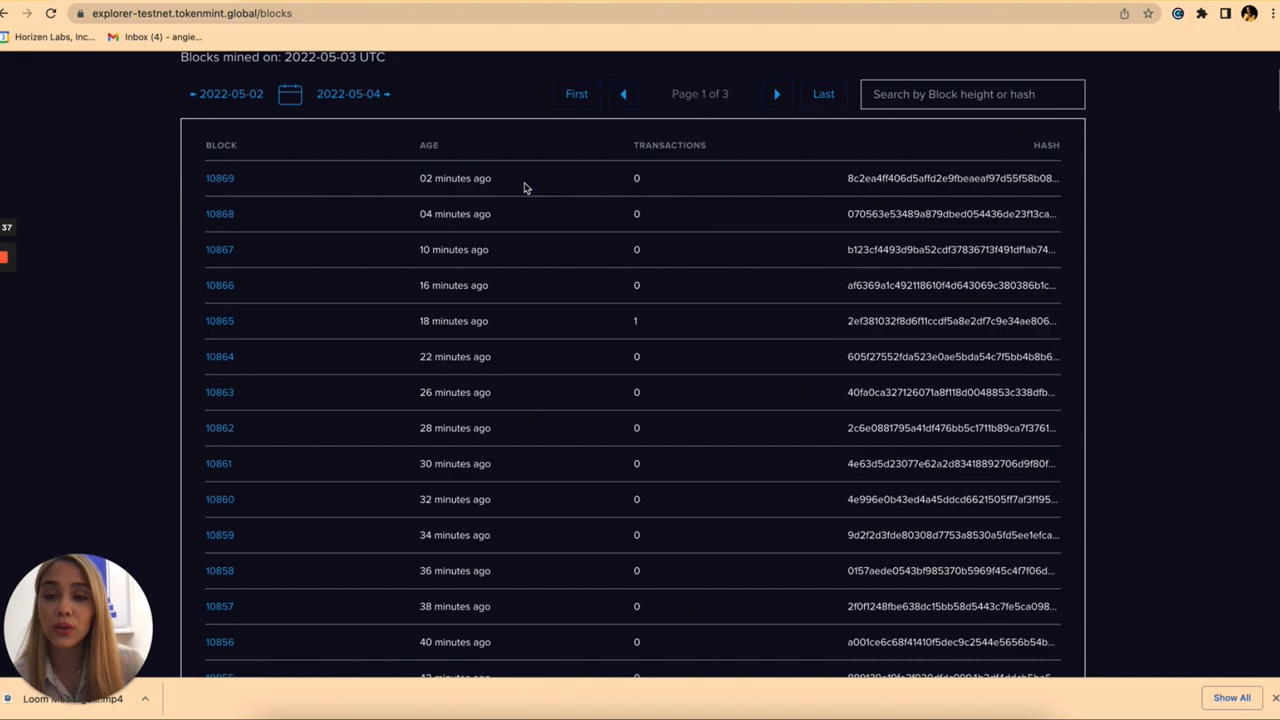 explorer-testnet.tokenmint.global/blocks
Horizen Labs, Inc... Inbox (4) - angie...
Blocks mined on: 2022-05-03 UTC
← 2022-05-02 2022-05-04 → First Page 1 of 3 Last Search by Block height or hash
BLOCK AGE TRANSACTIONS HASH
10869 02 minutes ago 0 8c2ea4ff406d5affd2e9fbeaeaf97d55f58b08...
10868 04 minutes ago 0 070563e53489a879dbed054436de23f13ca...
10867 10 minutes ago 0 b123cf4493d9ba52cdf37836713f491df1ab74...
10866 16 minutes ago 0 af6369a1c492118610f4d643069c380386b1c...
10865 18 minutes ago 1 2ef381032f8d6f11ccdf5a8e2df7c9e34ae806...
10864 22 minutes ago 0 605f27552fda523e0ae5bda54c7f5bb4b8b6...
10863 26 minutes ago 0 40fa0ca327126071a8f118d0048853c338dfb...
10862 28 minutes ago 0 2c6e0881795a41df476bb5c1711b89ca7f3761...
10861 30 minutes ago 0 4e63d5d23077e62a2d83418892706d9f80f...
10860 32 minutes ago 0 4e996e0b43ed4a45ddcd6621505ff7af3f195...
10859 34 minutes ago 0 9d2f2d3fde80308d7753a8530a5fd5ee1efca...
10858 36 minutes ago 0 0157aede0543bf985370b5969f45c4f7f06d...
10857 38 minutes ago 0 2f0f1248fbe638dc15bb58d5443c7fe5ca098...
10856 40 minutes ago 0 a001ce6c68f41410f5dec9c2544e5656b54b...
37
Loom .mp4 Show All